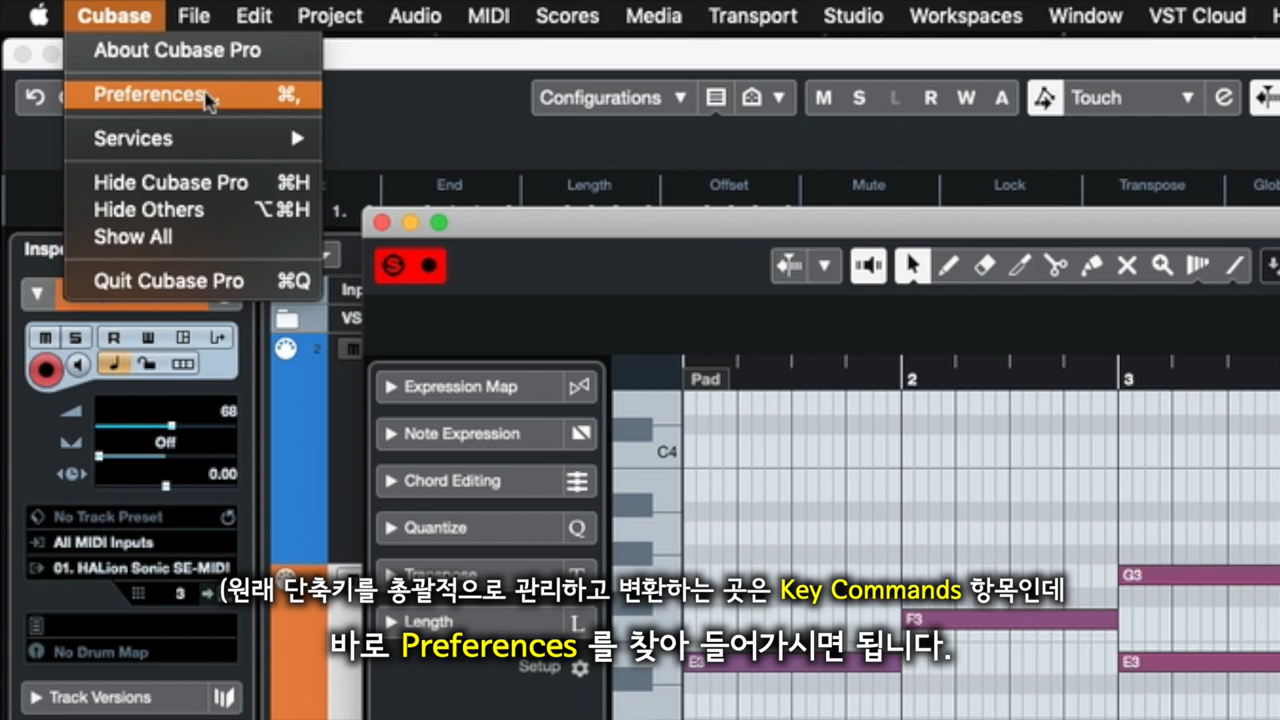 Cubase File Edit Project Audio MIDI Scores Media Transport Studio Workspaces Window VST Cloud
About Cubase Pro
Preferences... ⌘,
Services ▶
Hide Cubase Pro ⌘H
Hide Others ⌥⌘H
Show All
Quit Cubase Pro ⌘Q
Configurations M S L R W A Touch
End Length Offset Mute Lock Transpose
1.
VS
2
68
Off
0.00
No Track Preset
All MIDI Inputs
01. HALion Sonic SE-MIDI
3
No Drum Map
Track Versions
Expression Map
Note Expression
Chord Editing
Quantize Q
Transpose
Length L
Setup
Pad 2 3
C4
G3
F3
E3 E3
(원래 단축키를 총괄적으로 관리하고 변환하는 곳은 Key Commands 항목인데
바로 Preferences 를 찾아 들어가시면 됩니다.